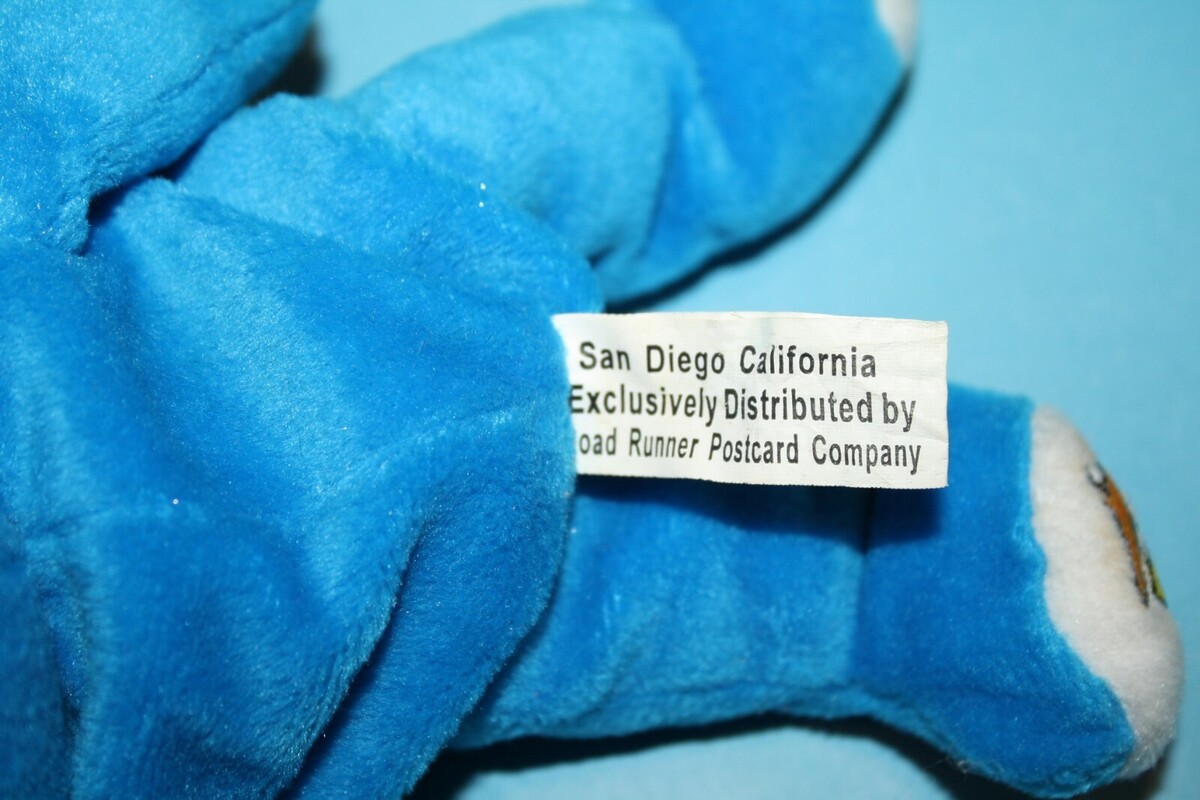 San Diego California
Exclusively Distributed by
oad Runner Postcard Company